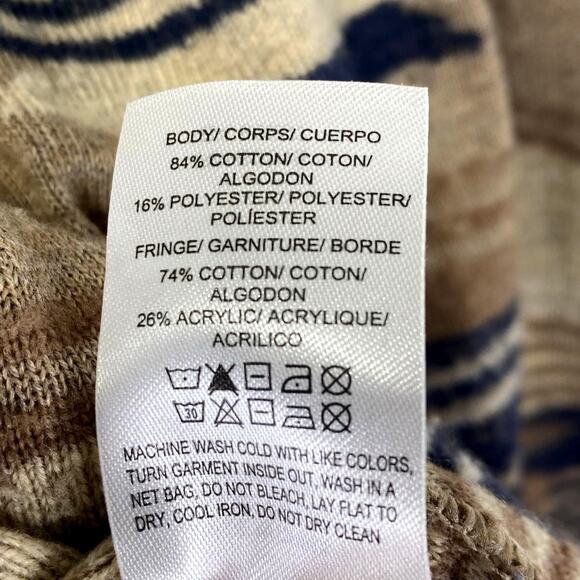 BODY/ CORPS/ CUERPO
84% COTTON/ COTON/
ALGODON
16% POLYESTER/ POLYESTER/
POLÍESTER
FRINGE/ GARNITURE/ BORDE
74% COTTON/ COTON/
ALGODON
26% ACRYLIC/ ACRYLIQUE/
ACRILICO
30
MACHINE WASH COLD WITH LIKE COLORS,
TURN GARMENT INSIDE OUT, WASH IN A
NET BAG, DO NOT BLEACH, LAY FLAT TO
DRY, COOL IRON, DO NOT DRY CLEAN